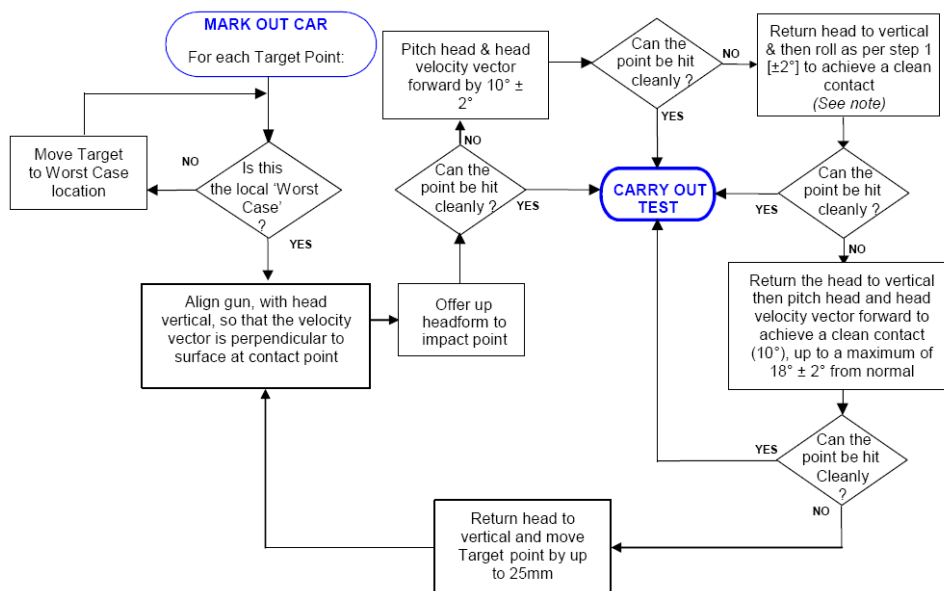 MARK OUT CAR
For each Target Point:
Is this
the local 'Worst
Case'
?
NO
Move Target
to Worst Case
location
YES
Align gun, with head
vertical, so that the velocity
vector is perpendicular to
surface at contact point
Offer up
headform to
impact point
Can the
point be hit
cleanly ?
YES
NO
Pitch head & head
velocity vector
forward by 10° ±
2°
Can the
point be hit
cleanly ?
YES
NO
CARRY OUT
TEST
Return head to vertical
& then roll as per step 1
[±2°] to achieve a clean
contact
(See note)
Can the
point be hit
cleanly ?
YES
NO
Return the head to vertical
then pitch head and head
velocity vector forward to
achieve a clean contact
(10°), up to a maximum of
18° ± 2° from normal
Can the
point be hit
Cleanly
?
YES
NO
Return head to
vertical and move
Target point by up
to 25mm